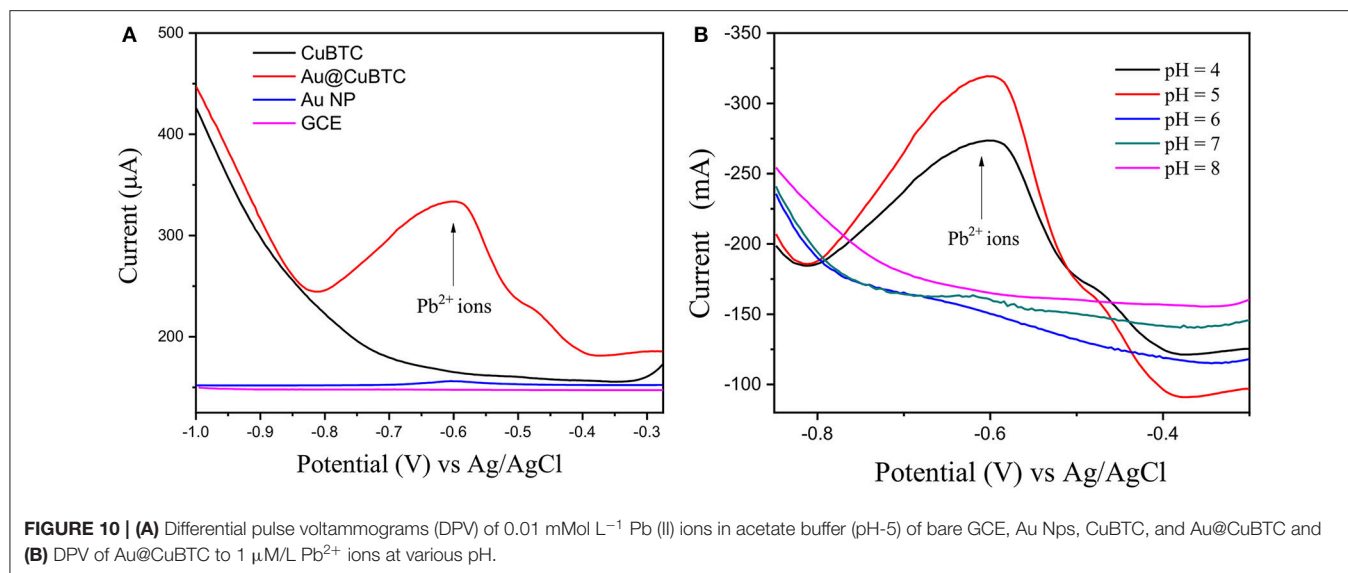 A
500
400
300
200
Current (µA)
CuBTC
Au@CuBTC
Au NP
GCE
Pb²⁺ ions
-1.0 -0.9 -0.8 -0.7 -0.6 -0.5 -0.4 -0.3
Potential (V) vs Ag/AgCl
B
-350
-300
-250
-200
-150
-100
Current (mA)
pH = 4
pH = 5
pH = 6
pH = 7
pH = 8
Pb²⁺ ions
-0.8 -0.6 -0.4
Potential (V) vs Ag/AgCl
FIGURE 10 | (A) Differential pulse voltammograms (DPV) of 0.01 mMol L⁻¹ Pb (II) ions in acetate buffer (pH-5) of bare GCE, Au Nps, CuBTC, and Au@CuBTC and
(B) DPV of Au@CuBTC to 1 µM/L Pb²⁺ ions at various pH.